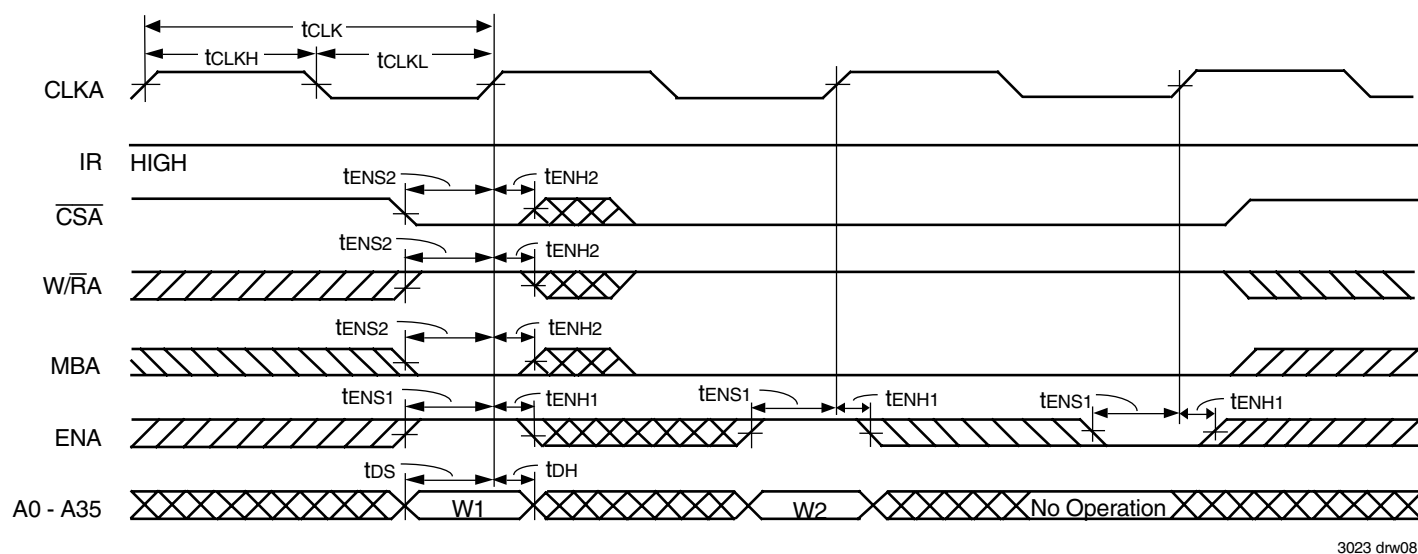 tCLK
tCLKH tCLKL
CLKA
IR HIGH
tENS2 tENH2
CSA
tENS2 tENH2
W/RA
tENS2 tENH2
MBA
tENS1 tENH1 tENS1 tENH1 tENS1 tENH1
ENA
tDS tDH
A0 - A35 W1 W2 No Operation
3023 drw08